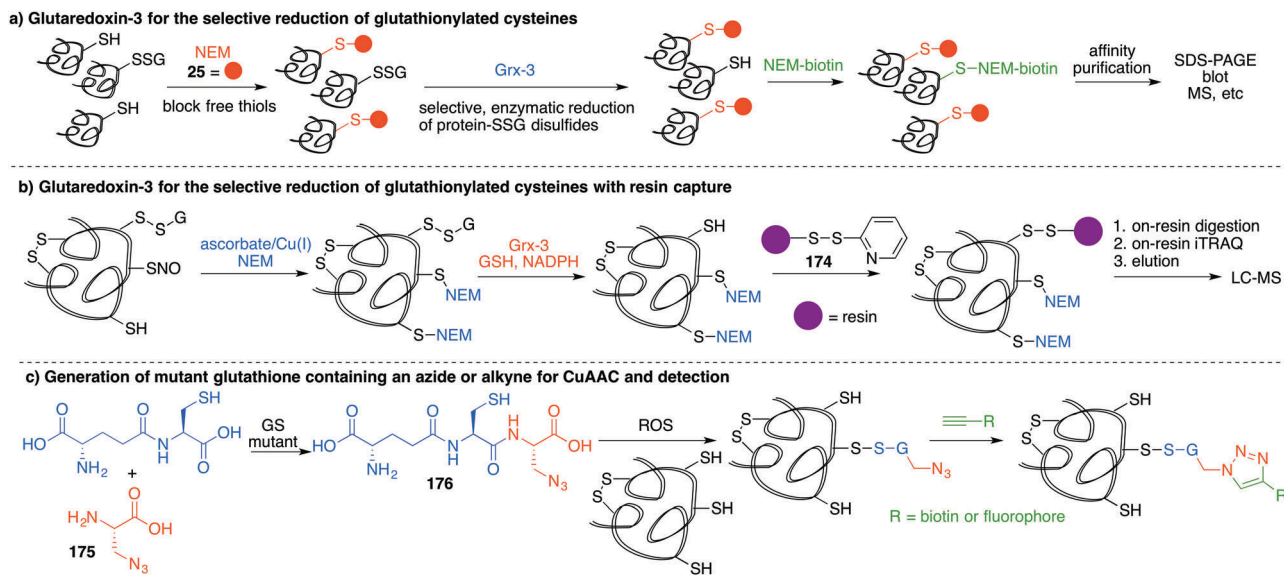 a) Glutaredoxin-3 for the selective reduction of glutathionylated cysteines
SH
SSG
SH
NEM
25 =
block free thiols
S
SSG
S
Grx-3
selective, enzymatic reduction
of protein-SSG disulfides
S
SH
S
NEM-biotin
S
S–NEM-biotin
S
affinity
purification
SDS-PAGE
blot
MS, etc
b) Glutaredoxin-3 for the selective reduction of glutathionylated cysteines with resin capture
S
S
G
S
S
SNO
SH
ascorbate/Cu(I)
NEM
S
S
G
S
S
S
NEM
S–NEM
Grx-3
GSH, NADPH
SH
S
S
S
NEM
S–NEM
S–S
N
174
= resin
S–S
S
S
S
NEM
S–NEM
1. on-resin digestion
2. on-resin iTRAQ
3. elution
LC-MS
c) Generation of mutant glutathione containing an azide or alkyne for CuAAC and detection
O
HO
NH2
O
N
H
SH
OH
O
+
H2N
O
OH
N3
175
GS
mutant
O
HO
NH2
O
N
H
SH
O
H
N
O
OH
N3
176
ROS
SH
S
S
SH
SH
SH
S
S
S–S–G
N3
SH
R
R = biotin or fluorophore
SH
S
S
S–S–G
N
N
N
R
SH